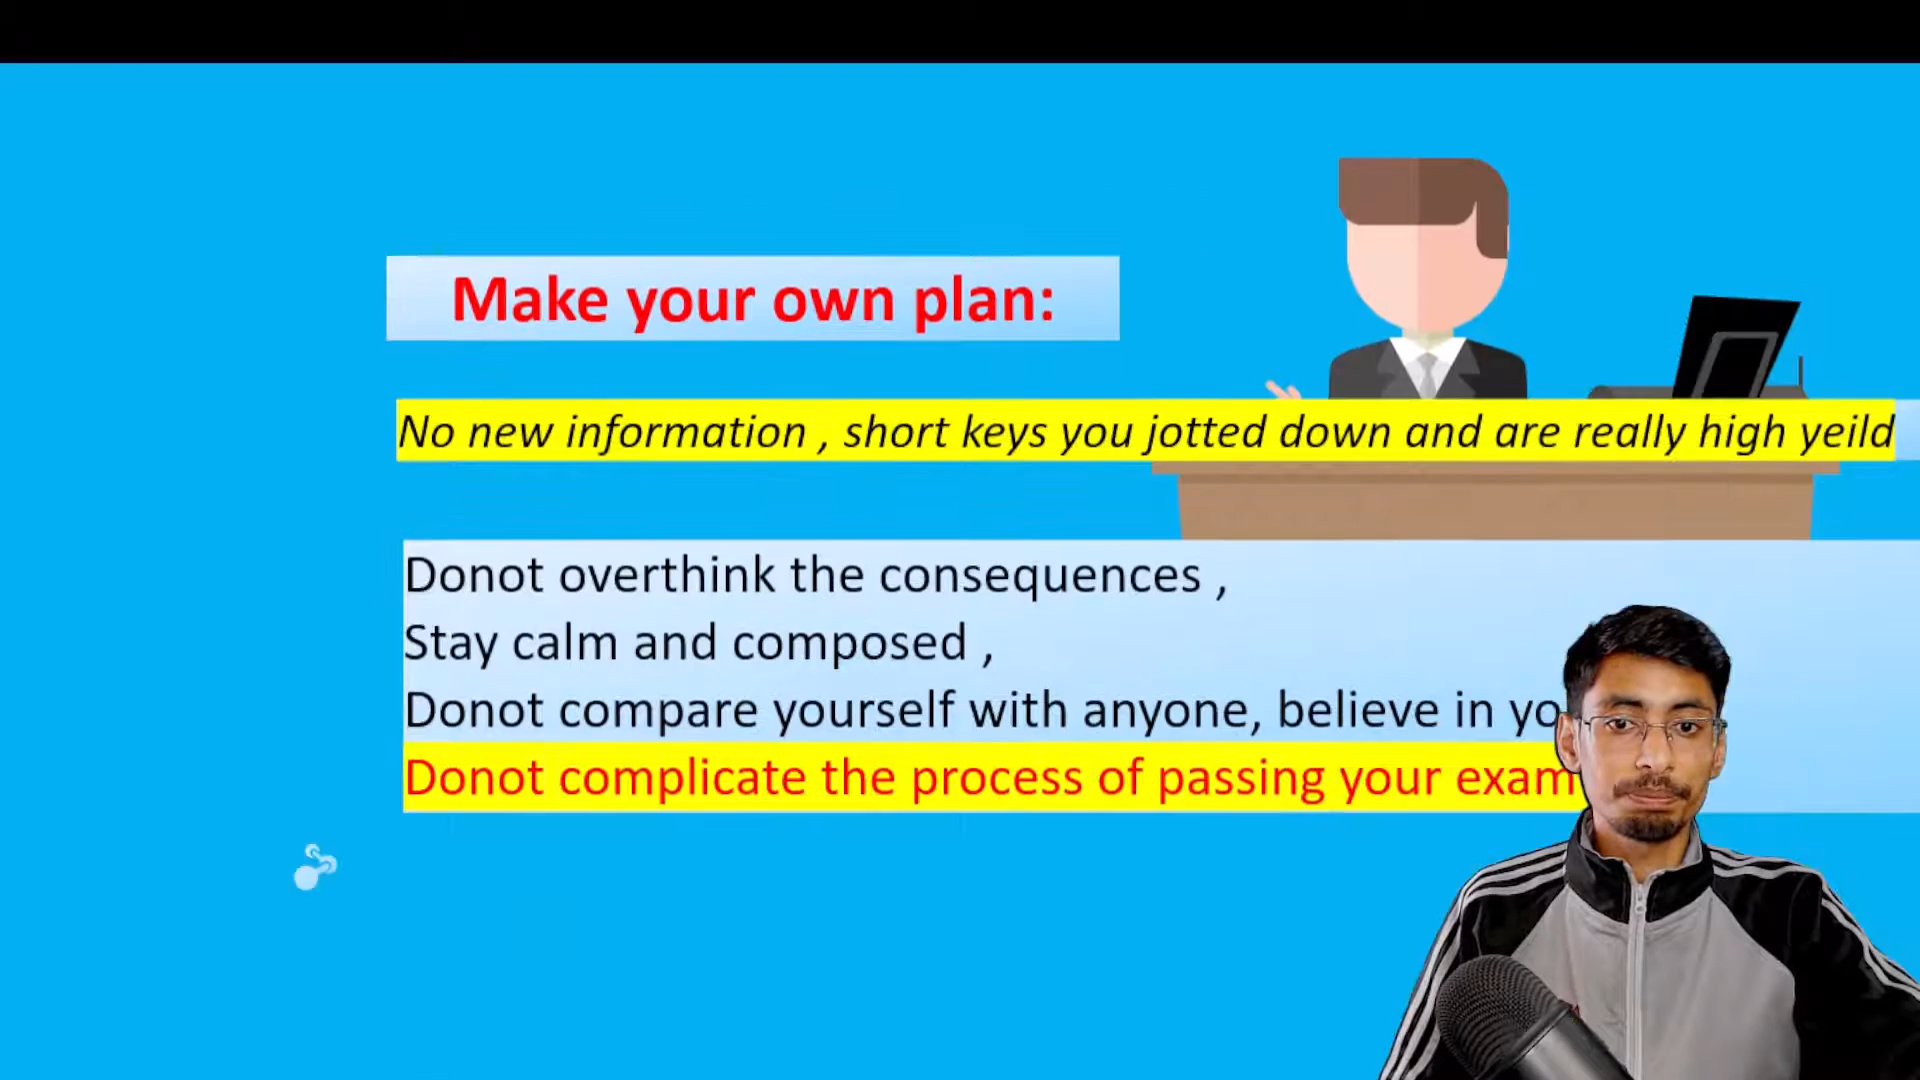 Make your own plan:
No new information , short keys you jotted down and are really high yeild
Donot overthink the consequences ,
Stay calm and composed ,
Donot compare yourself with anyone, believe in
Donot complicate the process of passing your exam